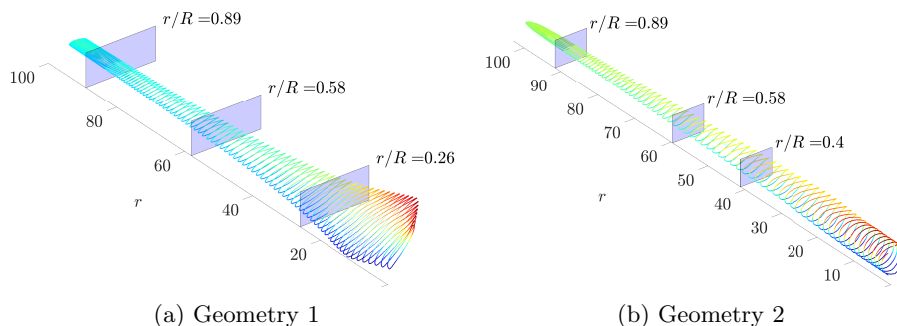 r/R =0.89
r/R =0.58
r/R =0.26
100
80
60
40
20
r
(a) Geometry 1
r/R =0.89
r/R =0.58
r/R =0.4
100
90
80
70
60
50
40
30
20
10
r
(b) Geometry 2